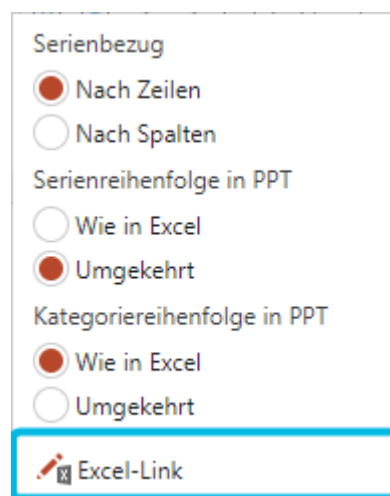 Serienbezug
Nach Zeilen
Nach Spalten
Serienreihenfolge in PPT
Wie in Excel
Umgekehrt
Kategoriereihenfolge in PPT
Wie in Excel
Umgekehrt
Excel-Link